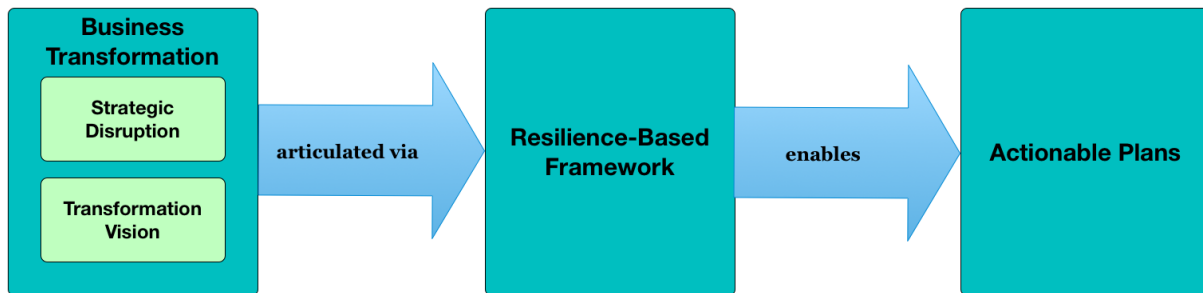 Business
Transformation
Strategic
Disruption
Transformation
Vision
articulated via
Resilience-Based
Framework
enables
Actionable Plans